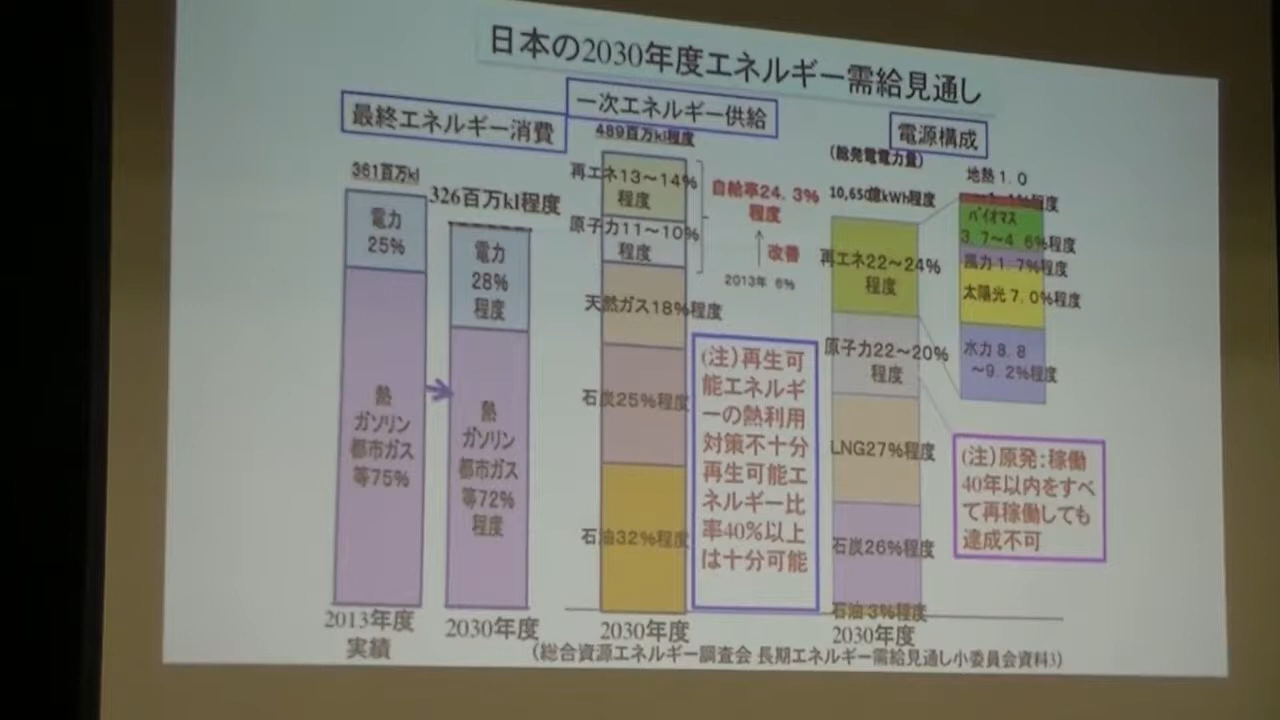 日本の2030年度エネルギー需給見通し
最終エネルギー消費
361百万kl
電力
25%
熱
ガソリン
都市ガス
等75%
2013年度
実績
326百万kl程度
電力
28%
程度
熱
ガソリン
都市ガス
等72%
程度
2030年度
一次エネルギー供給
489百万kl程度
再エネ13〜14%
程度
原子力11〜10%
程度
天然ガス18%程度
石炭25%程度
石油32%程度
2030年度
自給率24.3%
程度
改善
2013年 6%
(注)再生可
能エネルギ
ーの熱利用
対策不十分
再生可能エ
ネルギー比
率40%以上
は十分可能
電源構成
(総発電電力量)
10,650億kWh程度
再エネ22〜24%
程度
原子力22〜20%
程度
LNG27%程度
石炭26%程度
石油 3%程度
2030年度
地熱 1.0
〜1.1%程度
バイオマス
3.7〜4.6%程度
風力 1.7%程度
太陽光 7.0%程度
水力 8.8
〜9.2%程度
(注)原発:稼働
40年以内をすべ
て再稼働しても
達成不可
(総合資源エネルギー調査会 長期エネルギー需給見通し小委員会資料3)